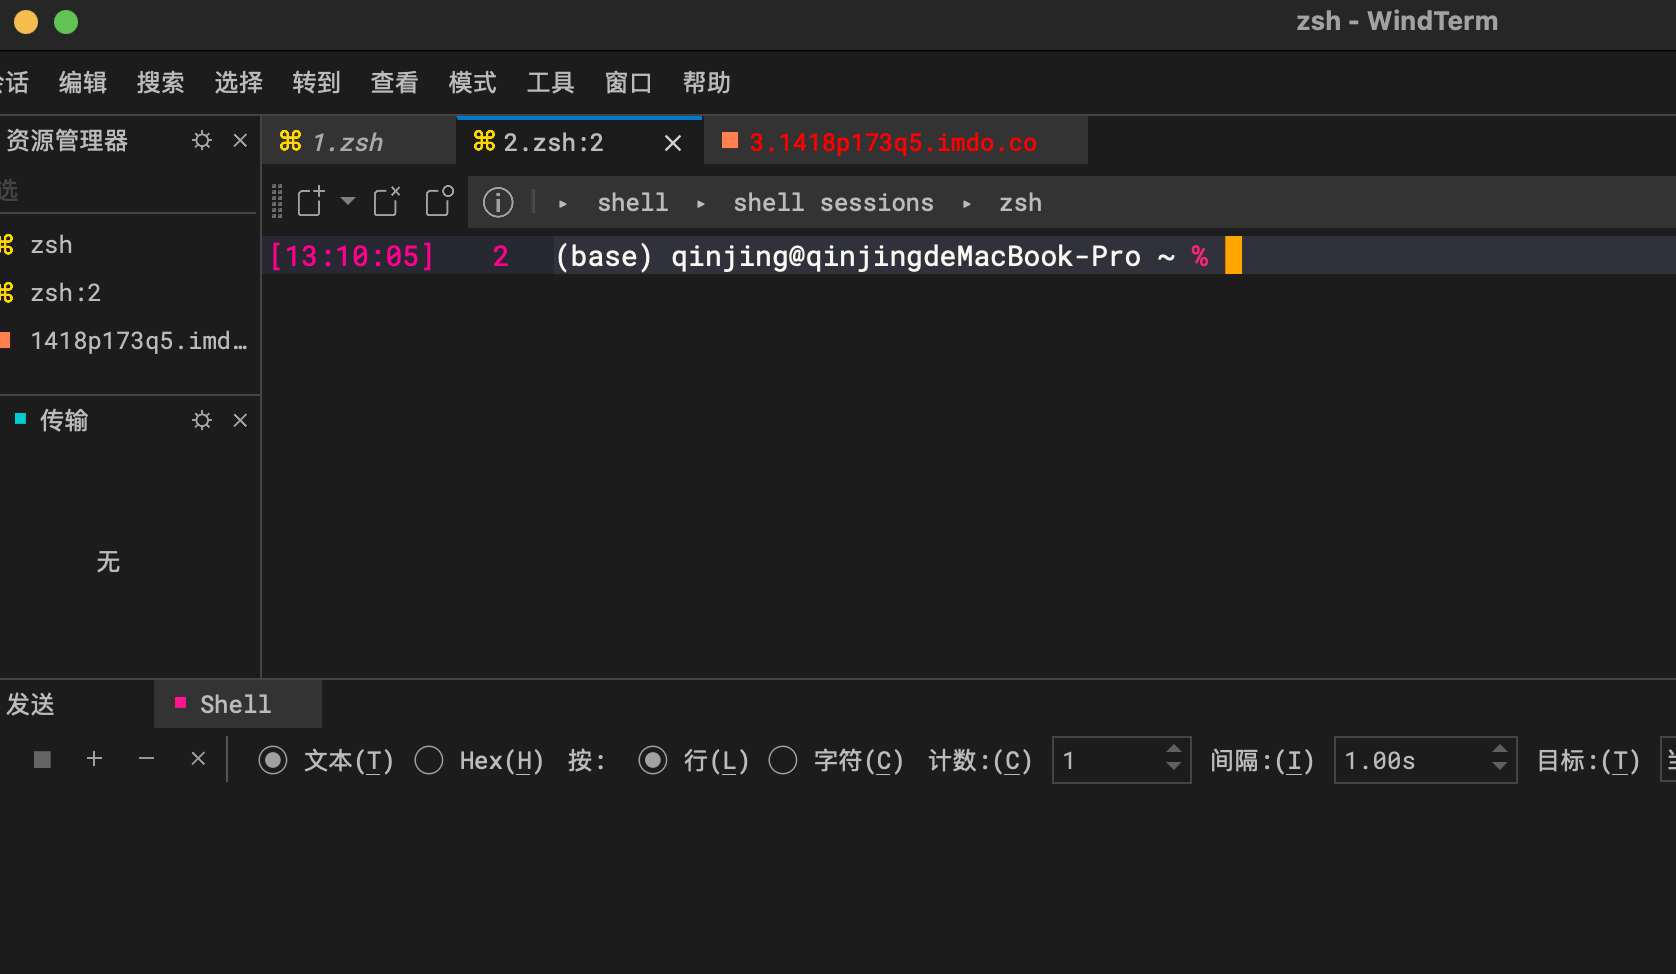 zsh - WindTerm
话 编辑 搜索 选择 转到 查看 模式 工具 窗口 帮助
资源管理器
1.zsh 2.zsh:2 3.1418p173q5.imdo.co
选
shell shell sessions zsh
zsh
[13:10:05] 2 (base) qinjing@qinjingdeMacBook-Pro ~ %
zsh:2
1418p173q5.imd…
传输
无
发送 Shell
文本(T) Hex(H) 按: 行(L) 字符(C) 计数:(C) 1 间隔:(I) 1.00s 目标:(T)